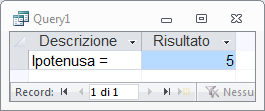 Query1
Descrizione Risultato
Ipotenusa = 5
Record: 1 di 1 Nessu